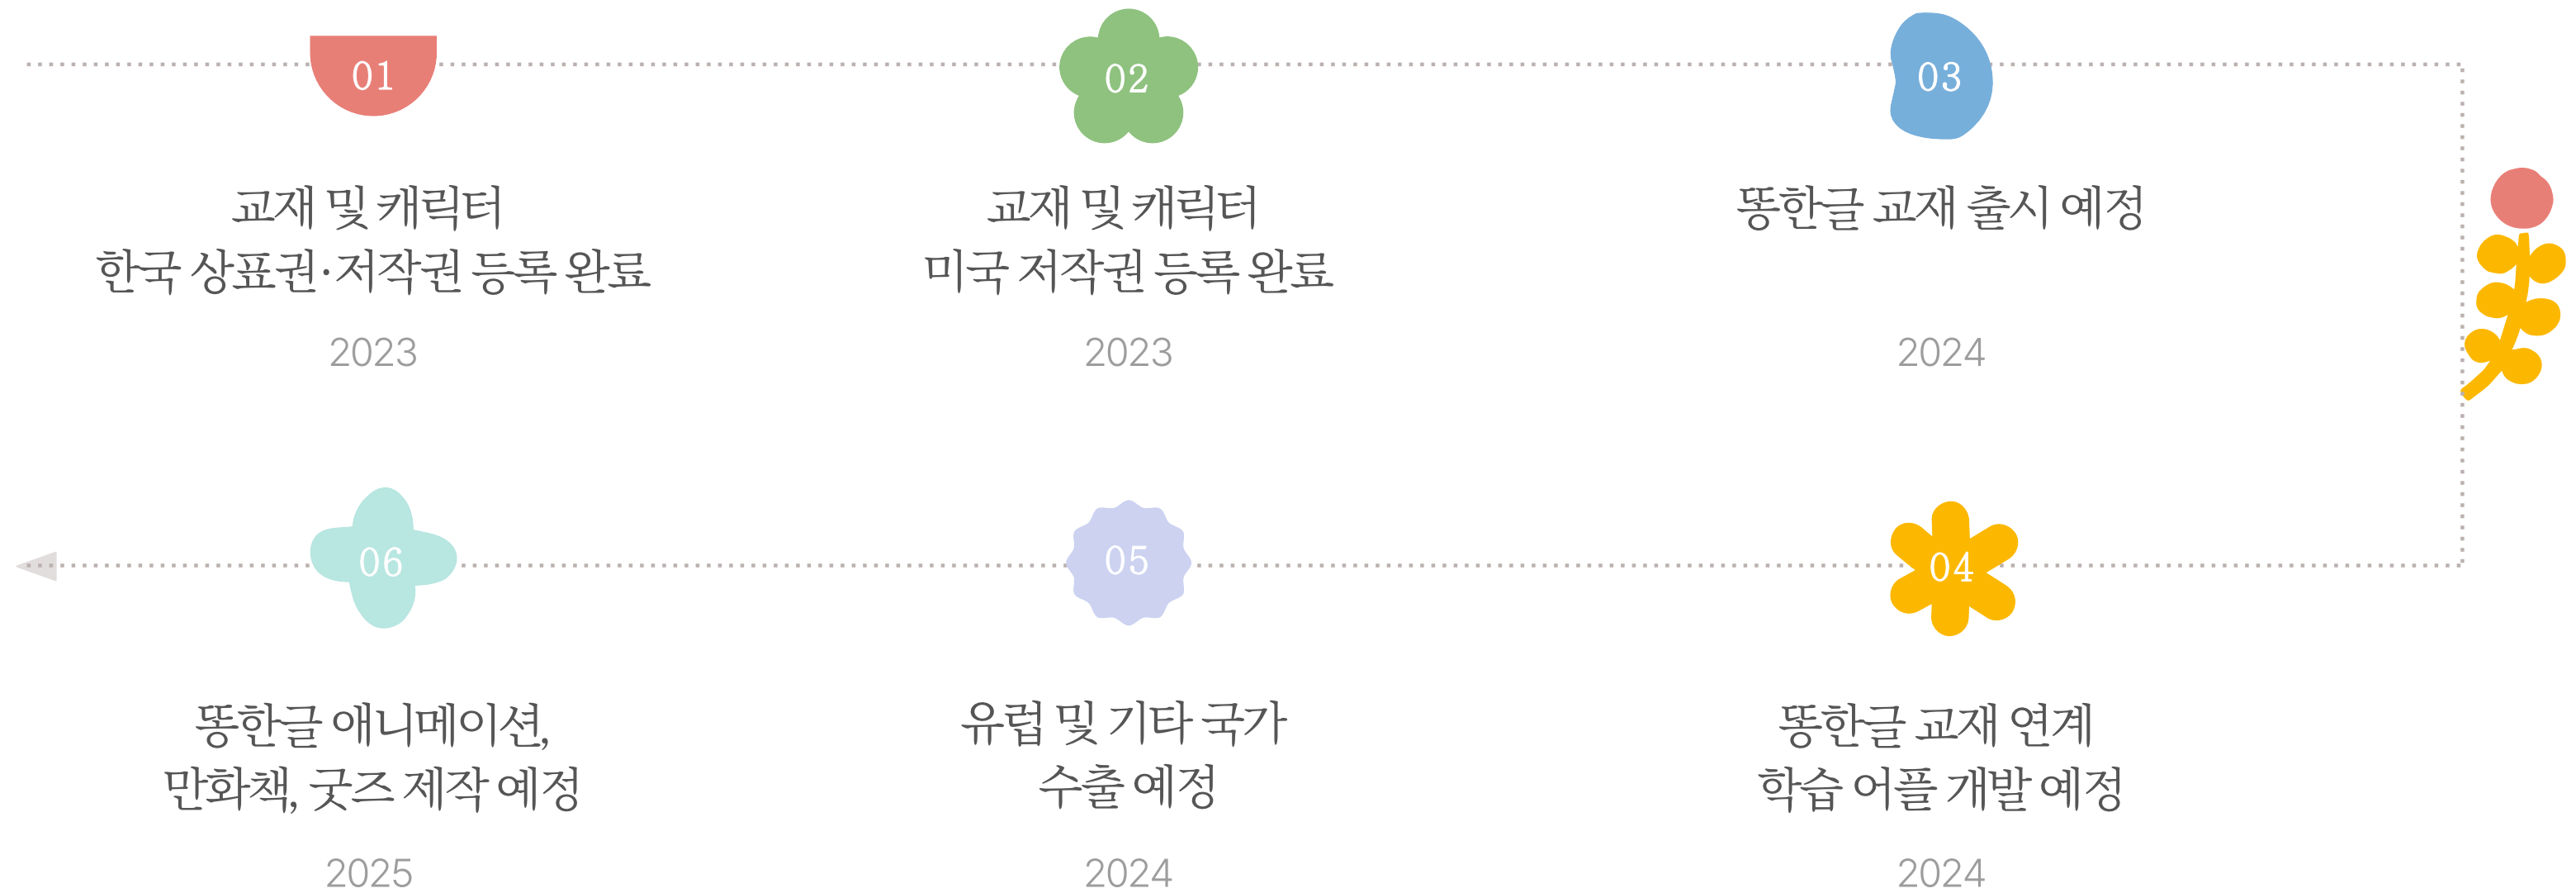 01
교재 및 캐릭터
한국 상표권·저작권 등록 완료
2023
02
교재 및 캐릭터
미국 저작권 등록 완료
2023
03
똥한글 교재 출시 예정
2024
04
똥한글 교재 연계
학습 어플 개발 예정
2024
05
유럽 및 기타 국가
수출 예정
2024
06
똥한글 애니메이션,
만화책, 굿즈 제작 예정
2025